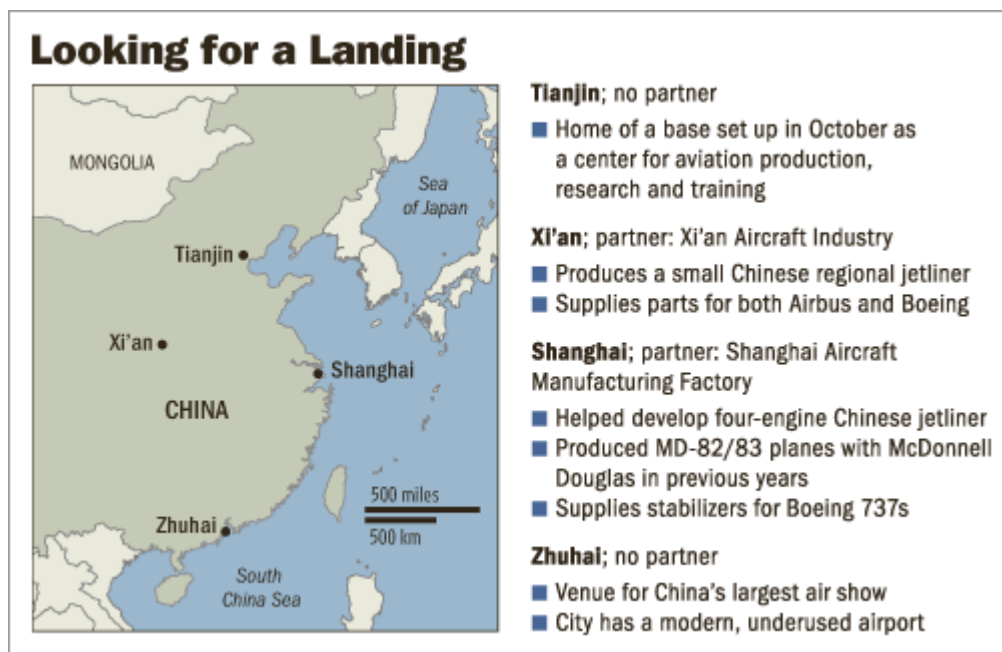 Looking for a Landing
MONGOLIA
Sea
of Japan
Tianjin
Xi'an
Shanghai
CHINA
500 miles
500 km
Zhuhai
South
China Sea
Tianjin; no partner
Home of a base set up in October as
a center for aviation production,
research and training
Xi'an; partner: Xi'an Aircraft Industry
Produces a small Chinese regional jetliner
Supplies parts for both Airbus and Boeing
Shanghai; partner: Shanghai Aircraft
Manufacturing Factory
Helped develop four-engine Chinese jetliner
Produced MD-82/83 planes with McDonnell
Douglas in previous years
Supplies stabilizers for Boeing 737s
Zhuhai; no partner
Venue for China's largest air show
City has a modern, underused airport